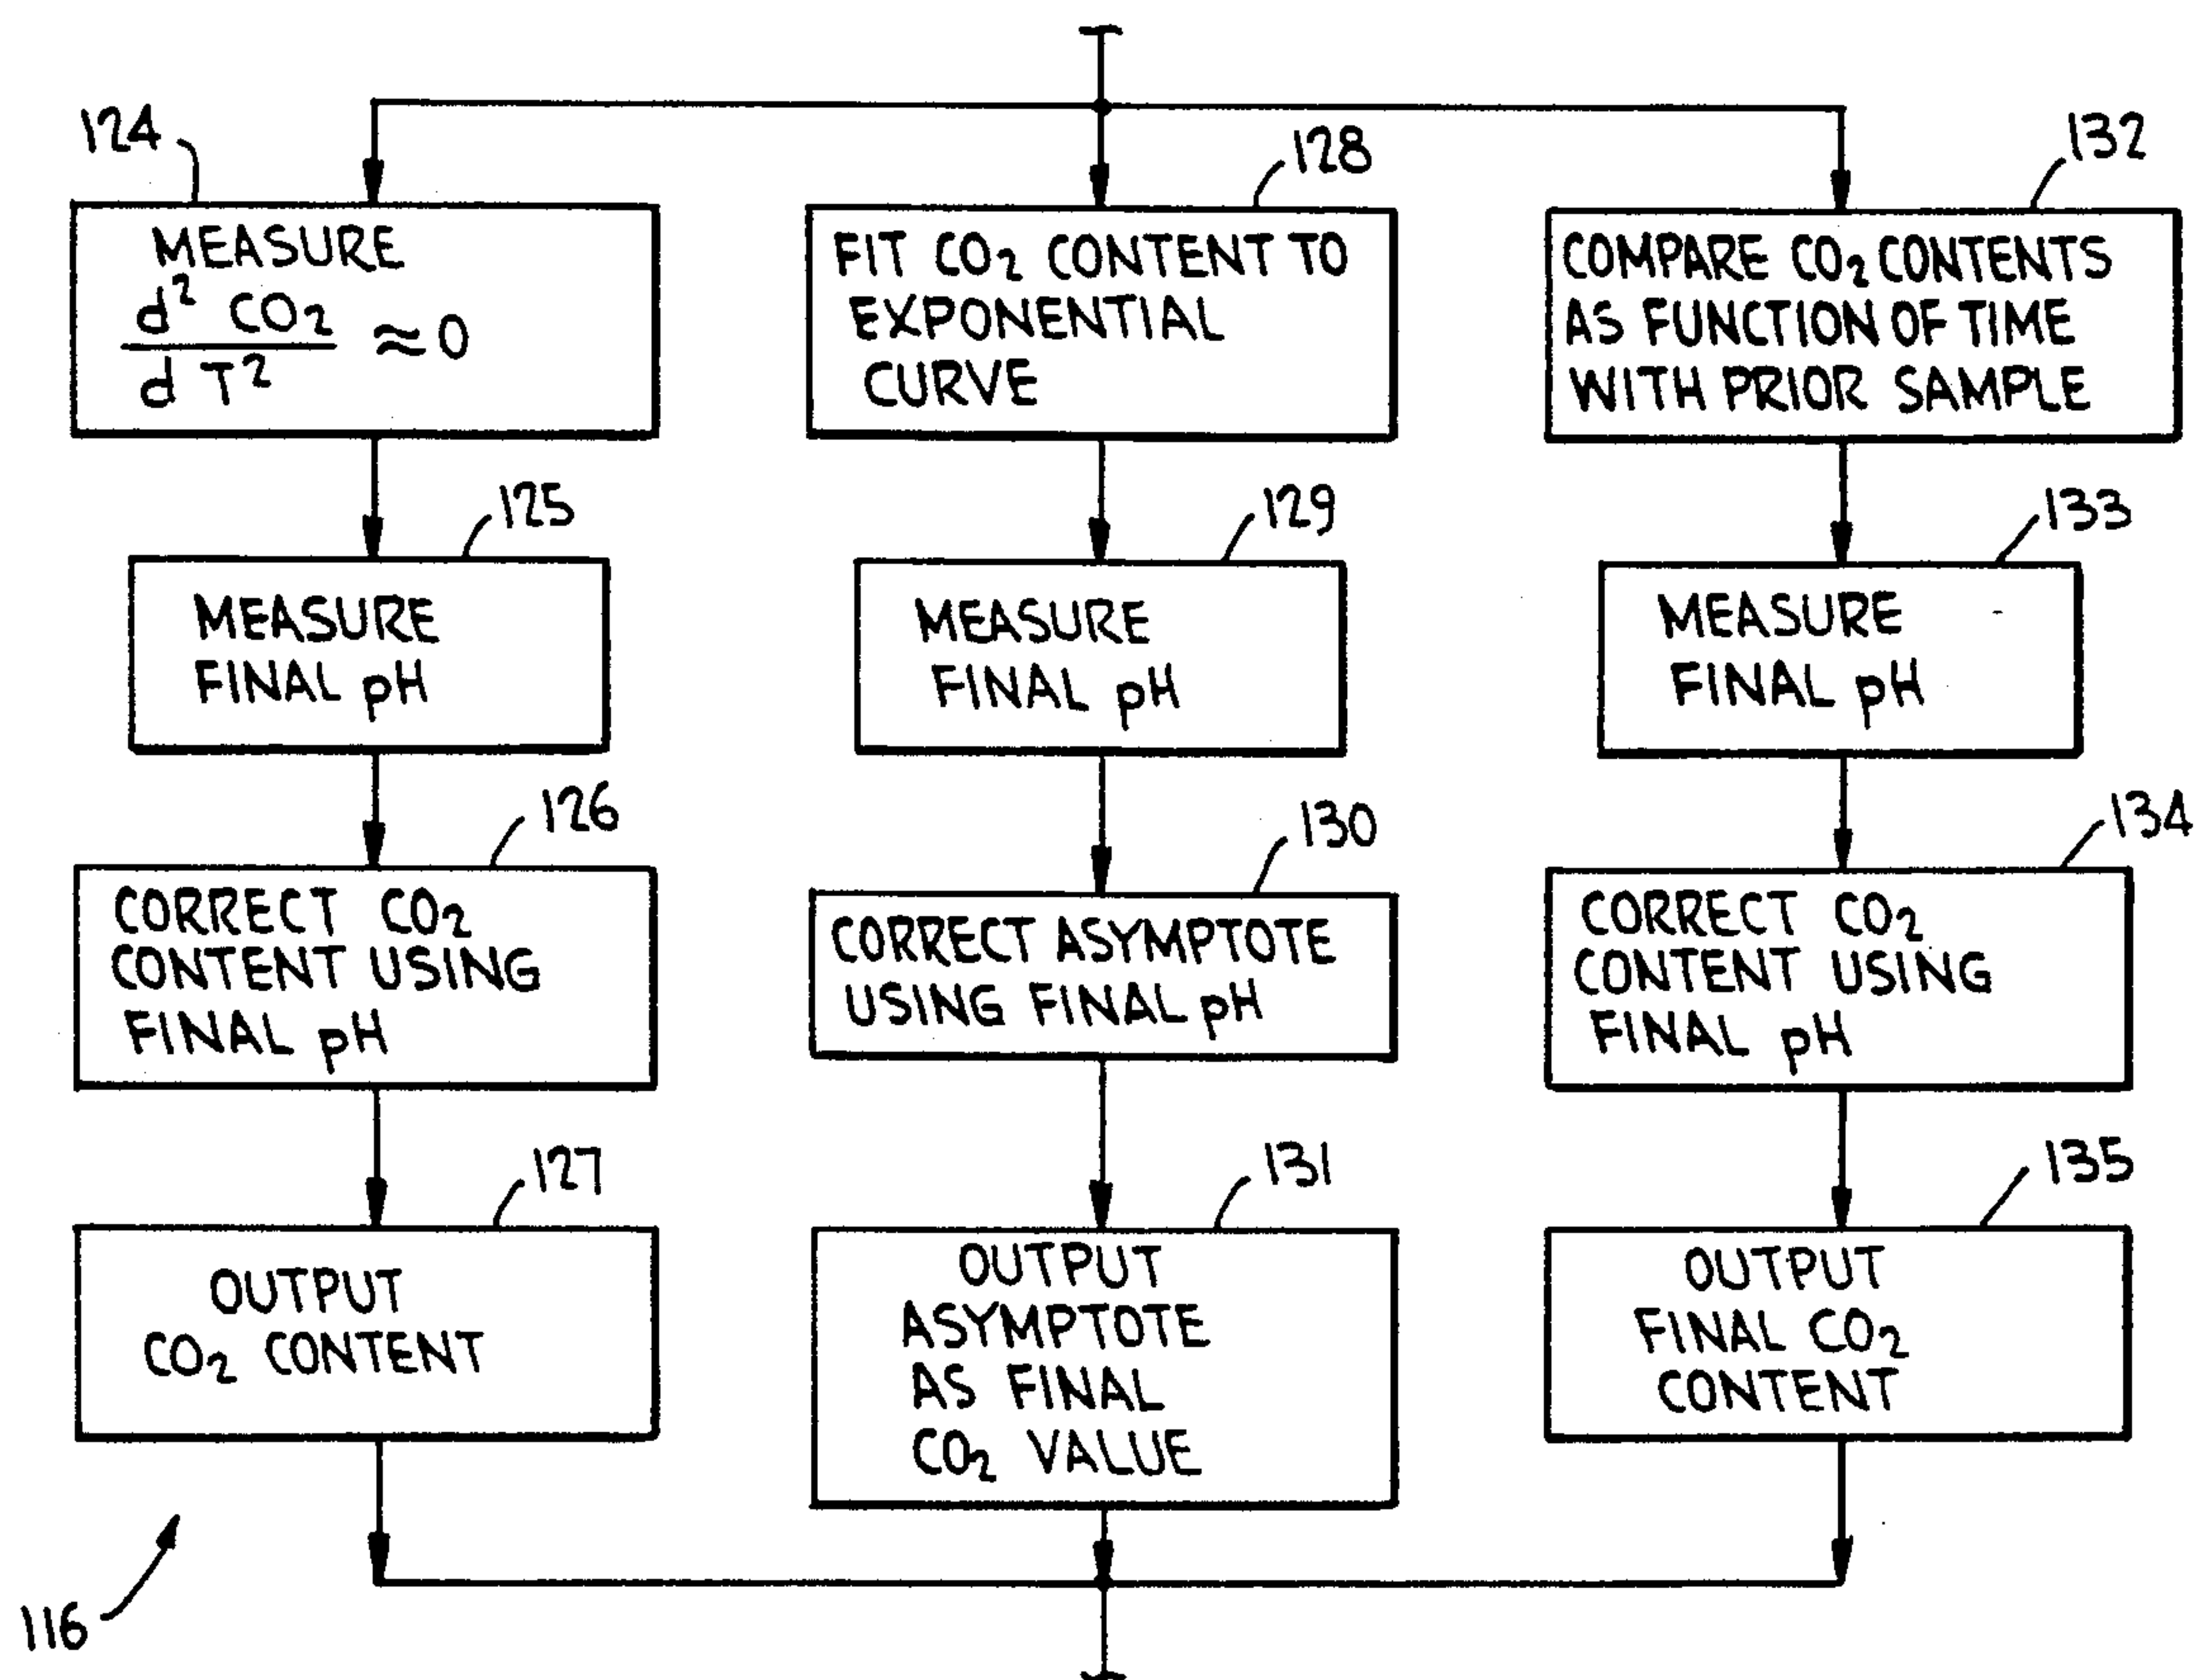 124
MEASURE
d² CO₂
≈0
d T²
125
MEASURE
FINAL pH
126
CORRECT CO₂
CONTENT USING
FINAL pH
127
OUTPUT
CO₂ CONTENT
128
FIT CO₂ CONTENT TO
EXPONENTIAL
CURVE
129
MEASURE
FINAL pH
130
CORRECT ASYMPTOTE
USING FINAL pH
131
OUTPUT
ASYMPTOTE
AS FINAL
CO₂ VALUE
132
COMPARE CO₂ CONTENTS
AS FUNCTION OF TIME
WITH PRIOR SAMPLE
133
MEASURE
FINAL pH
134
CORRECT CO₂
CONTENT USING
FINAL pH
135
OUTPUT
FINAL CO₂
CONTENT
116